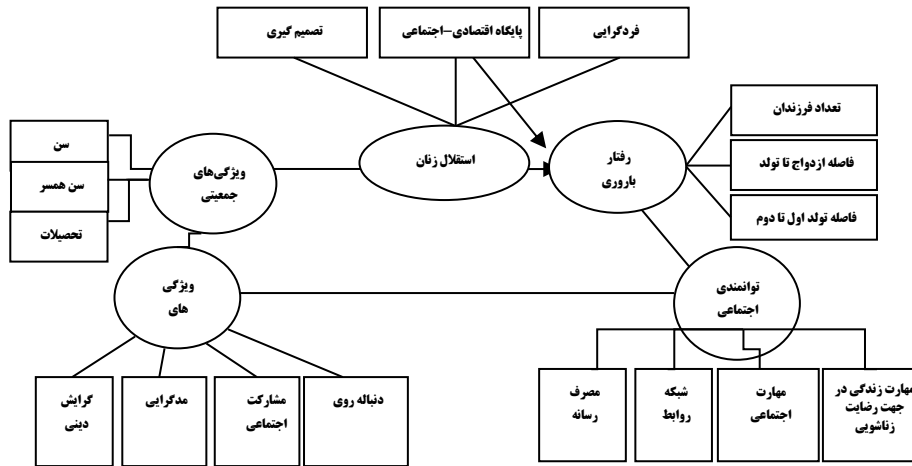 فردگرایی
پایگاه اقتصادی–اجتماعی
تصمیم گیری
تعداد فرزندان
فاصله ازدواج تا تولد
فاصله تولد اول تا دوم
رفتار
باروری
استقلال زنان
ویژگی‌های
جمعیتی
سن
سن همسر
تحصیلات
توانمندی
اجتماعی
ویژگی
های
مهارت زندگی در
جهت رضایت
زناشویی
مهارت
اجتماعی
شبکه
روابط
مصرف
رسانه
دنباله روی
مشارکت
اجتماعی
مدگرایی
گرایش
دینی